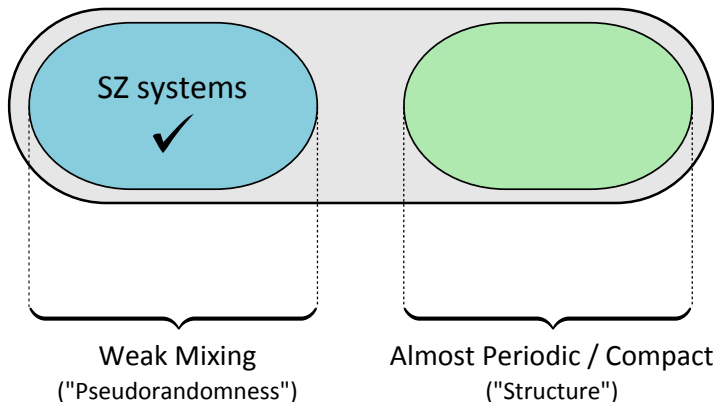 SZ systems
✓
Weak Mixing
("Pseudorandomness")
Almost Periodic / Compact
("Structure")